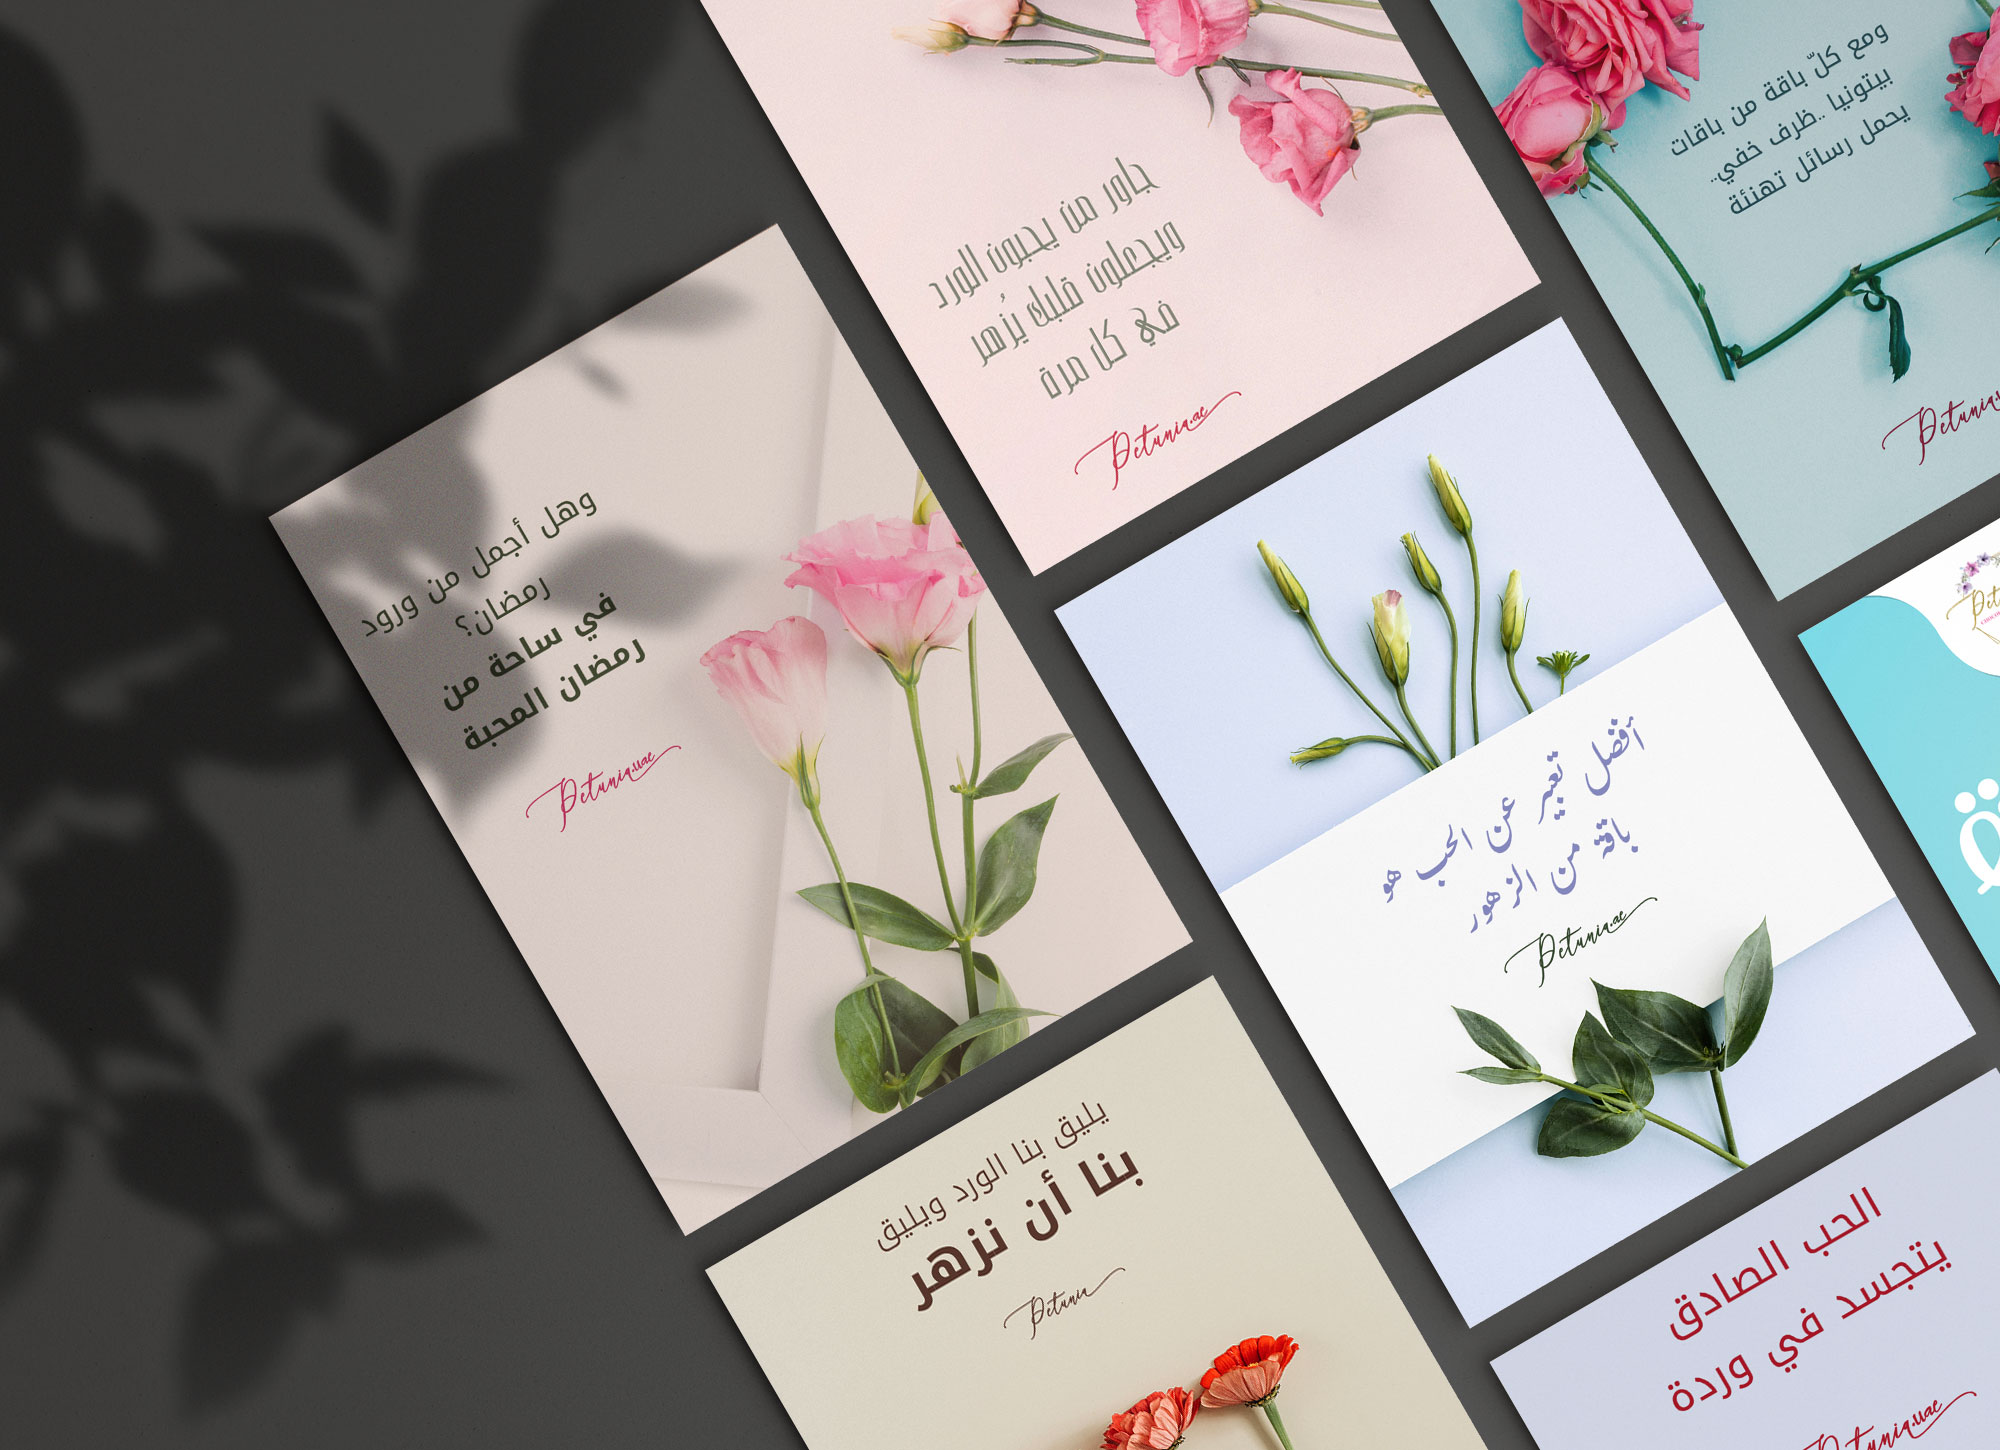 ومع كلّ باقة من باقات
بيتونيا ..ظرف خفي..
يحمل رسائل تهنئة
Petunia
جاور من يحبون الورد
ويجعلون قلبك يُزهر
في كل مرة
Petunia.ae
وهل أجمل من ورود
رمضان؟
في ساحة من
رمضان المحبة
Petunia.uae
أفضل تعبير عن الحب هو
باقة من الزهور
Petunia.ae
يليق بنا الورد ويليق
بنا أن نزهر
Petunia
الحب الصادق
يتجسد في وردة
Petunia.uae